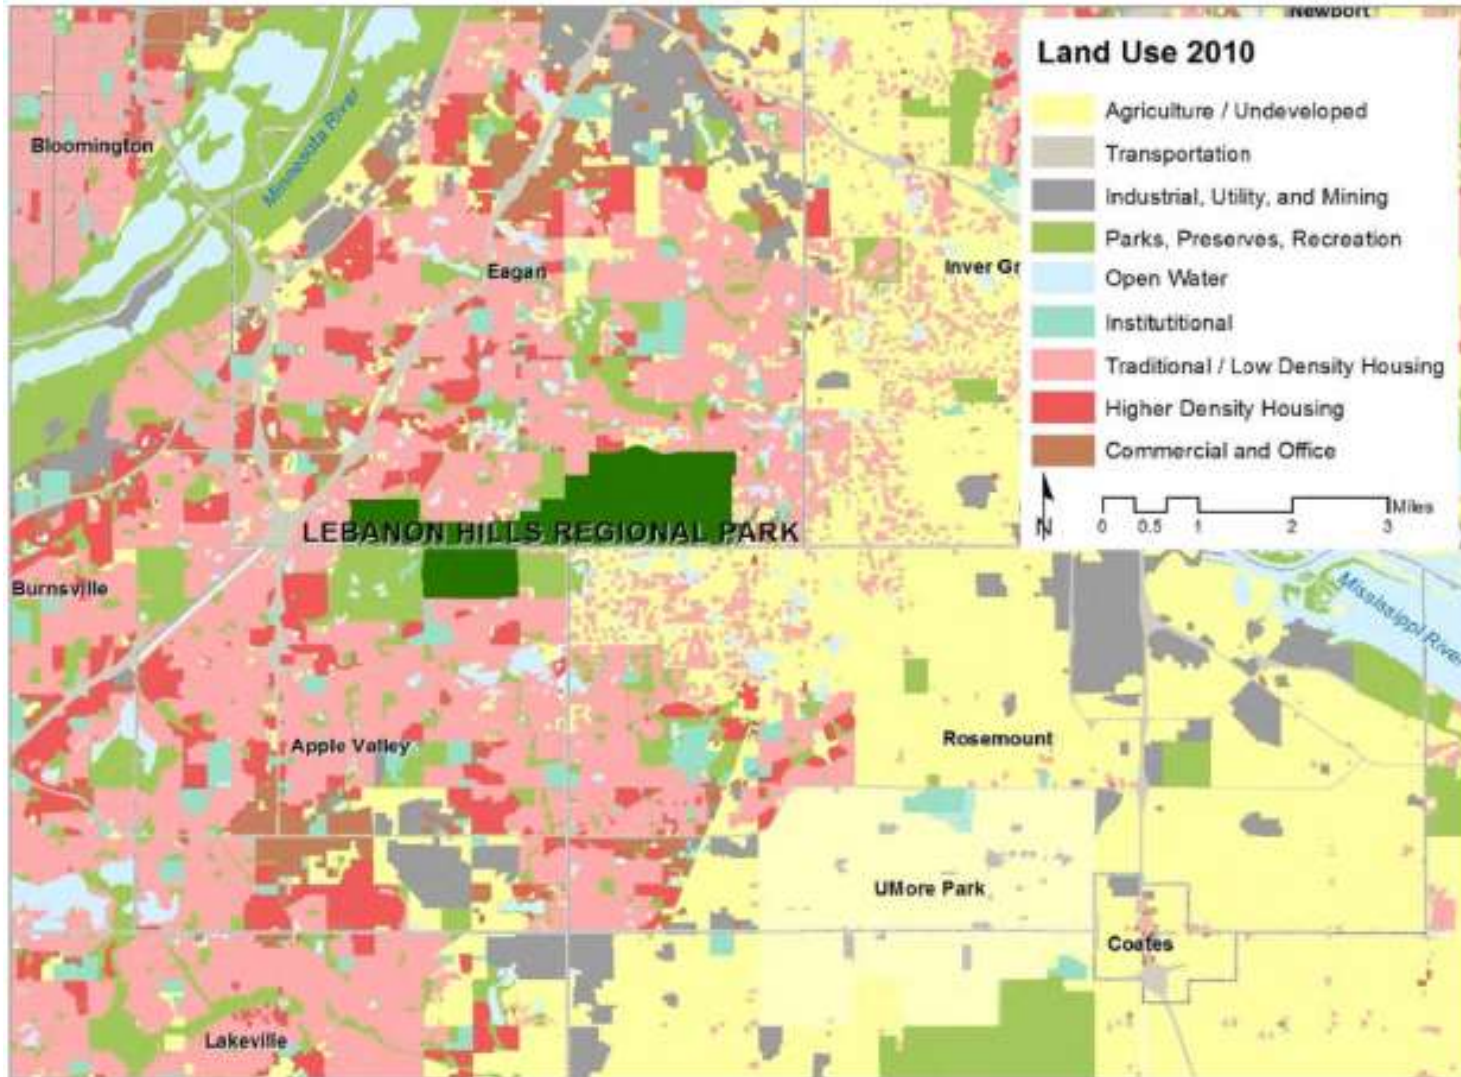 Newport
Land Use 2010
Agriculture / Undeveloped
Transportation
Industrial, Utility, and Mining
Parks, Preserves, Recreation
Open Water
Institutitional
Traditional / Low Density Housing
Higher Density Housing
Commercial and Office
N
0 0.5 1 2 3 Miles
Bloomington
Minnesota River
Eagan
Inver Gr
LEBANON HILLS REGIONAL PARK
Burnsville
Mississippi River
Apple Valley
Rosemount
UMore Park
Coates
Lakeville